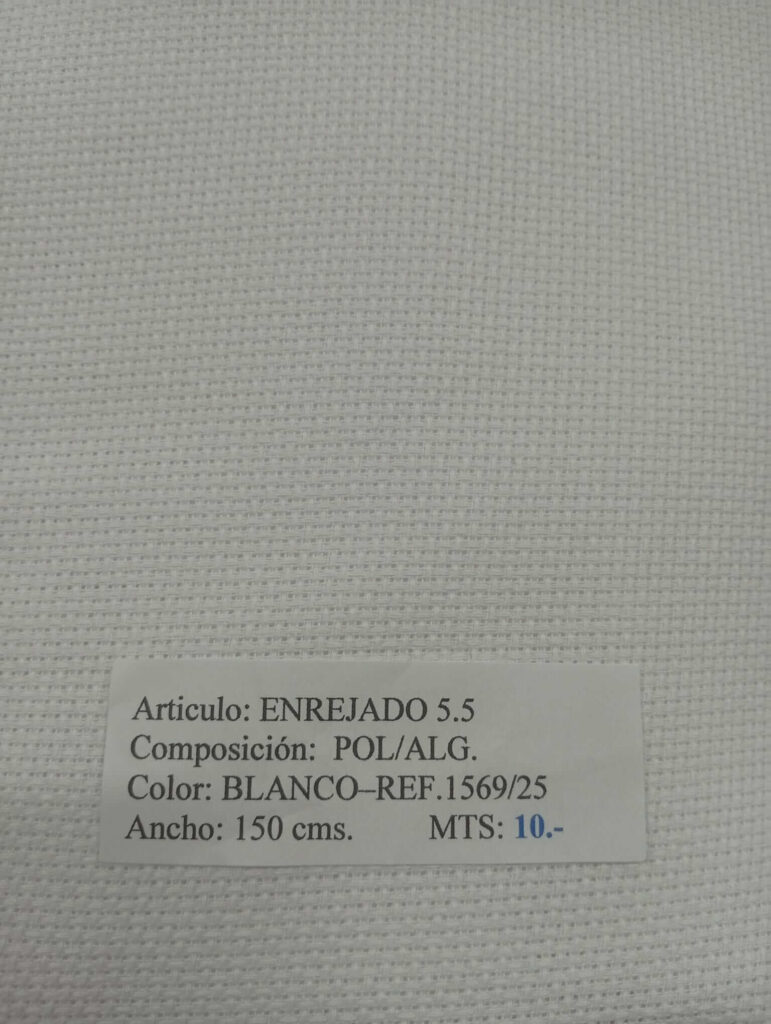 Articulo: ENREJADO 5.5
Composición: POL/ALG.
Color: BLANCO–REF.1569/25
Ancho: 150 cms. MTS: 10.-